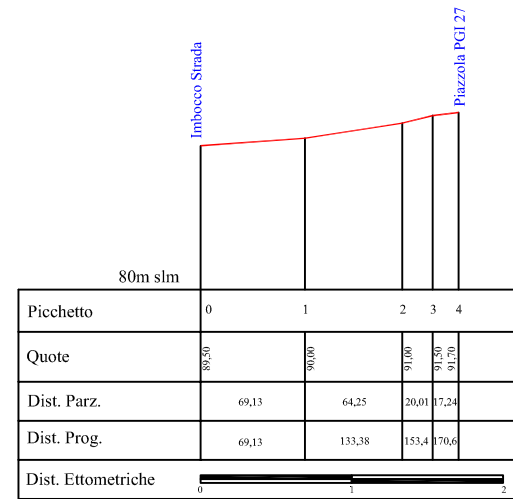 Imbocco Strada
Piazzola PGI 27
80m slm
Picchetto 0 1 2 3 4
Quote 89,50 90,00 91,00 91,50 91,70
Dist. Parz. 69,13 64,25 20,01 17,24
Dist. Prog. 69,13 133,38 153,4 170,6
Dist. Ettometriche 0 1 2